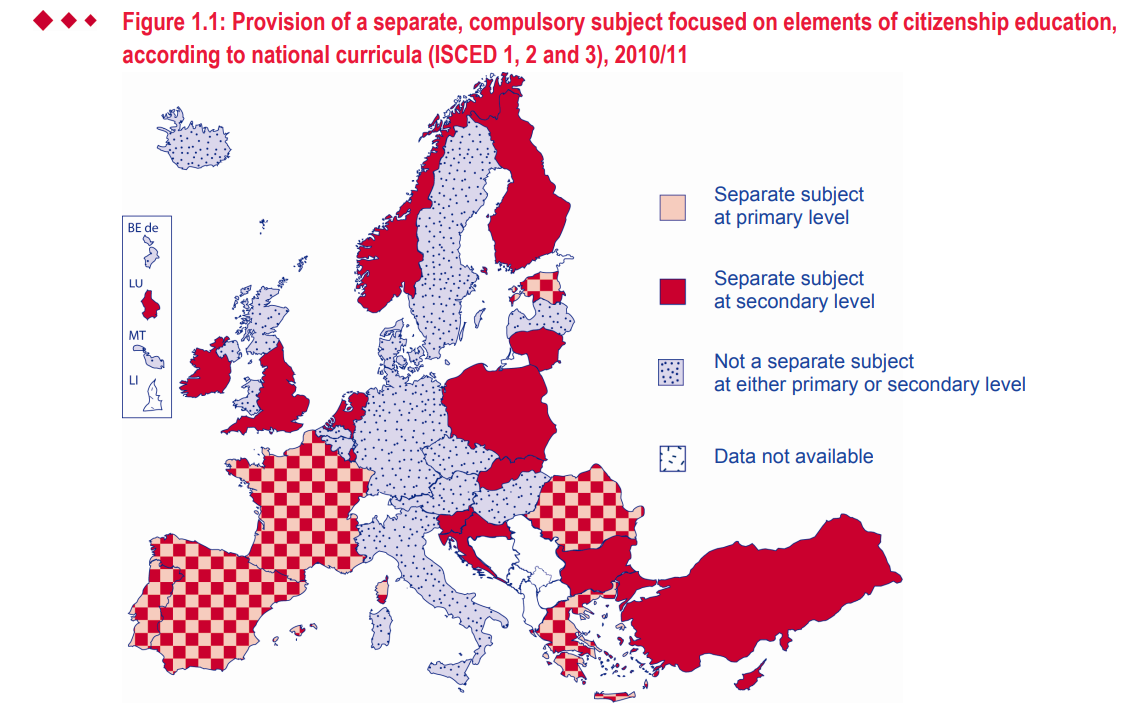 Figure 1.1: Provision of a separate, compulsory subject focused on elements of citizenship education,
according to national curricula (ISCED 1, 2 and 3), 2010/11
BE de
LU
MT
LI
Separate subject
at primary level
Separate subject
at secondary level
Not a separate subject
at either primary or secondary level
Data not available